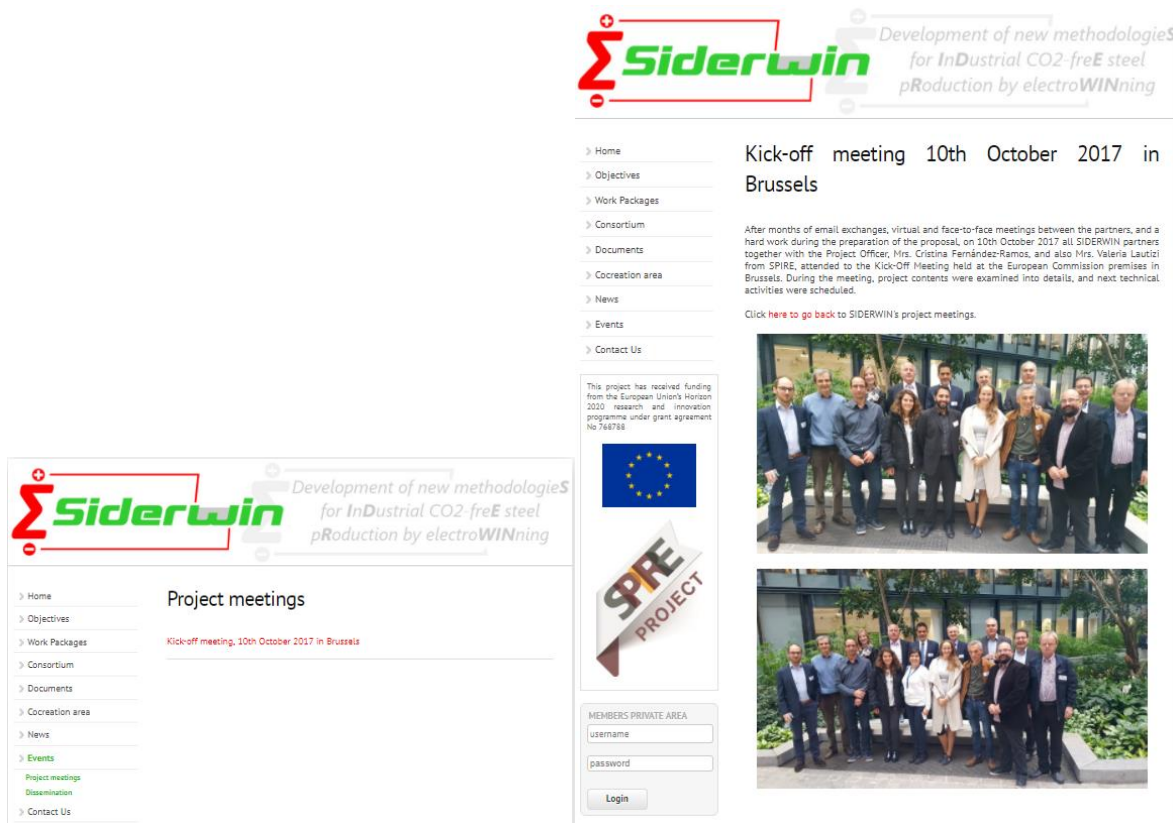 Siderwin
Development of new methodologieS
for InDustrial CO2-freE steel
pRoduction by electroWINning
Home
Objectives
Work Packages
Consortium
Documents
Cocreation area
News
Events
Project meetings
Dissemination
Contact Us
Project meetings
Kick-off meeting, 10th October 2017 in Brussels
Siderwin
Development of new methodologieS
for InDustrial CO2-freE steel
pRoduction by electroWINning
Home
Objectives
Work Packages
Consortium
Documents
Cocreation area
News
Events
Contact Us
This project has received funding
from the European Union's Horizon
2020 research and innovation
programme under grant agreement
No 768788
SPIRE
PROJECT
MEMBERS PRIVATE AREA
username
password
Login
Kick-off meeting 10th October 2017 in
Brussels
After months of email exchanges, virtual and face-to-face meetings between the partners, and a
hard work during the preparation of the proposal, on 10th October 2017 all SIDERWIN partners
together with the Project Officer, Mrs. Cristina Fernández-Ramos, and also Mrs. Valeria Lautizi
from SPIRE, attended to the Kick-Off Meeting held at the European Commission premises in
Brussels. During the meeting, project contents were examined into details, and next technical
activities were scheduled.
Click here to go back to SIDERWIN's project meetings.